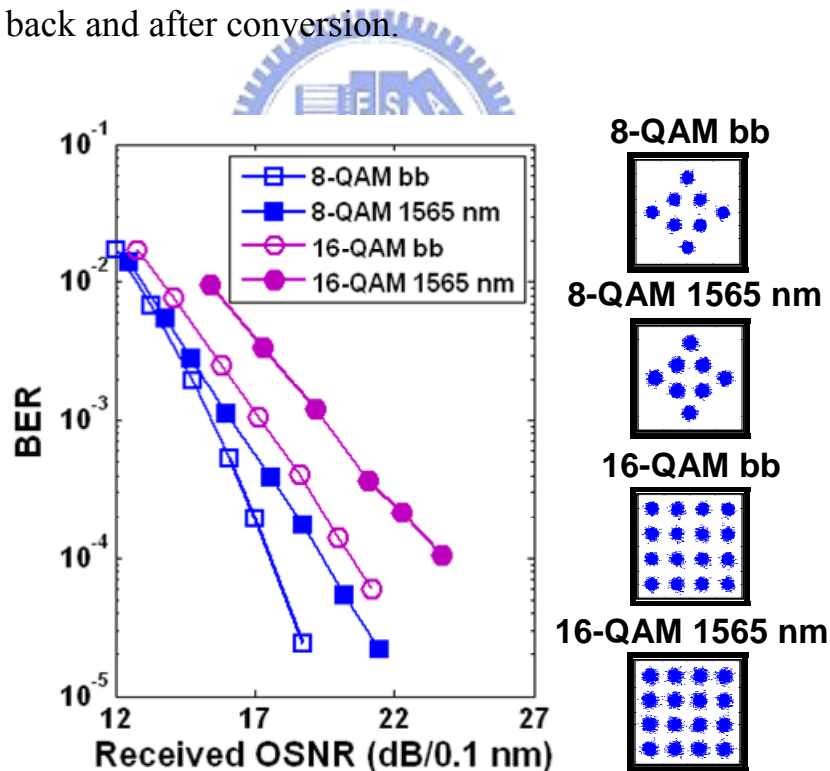 back and after conversion.
ESA
8-QAM bb
8-QAM 1565 nm
16-QAM bb
16-QAM 1565 nm
10-1
10-2
10-3
10-4
10-5
BER
12 17 22 27
Received OSNR (dB/0.1 nm)
8-QAM bb
8-QAM 1565 nm
16-QAM bb
16-QAM 1565 nm